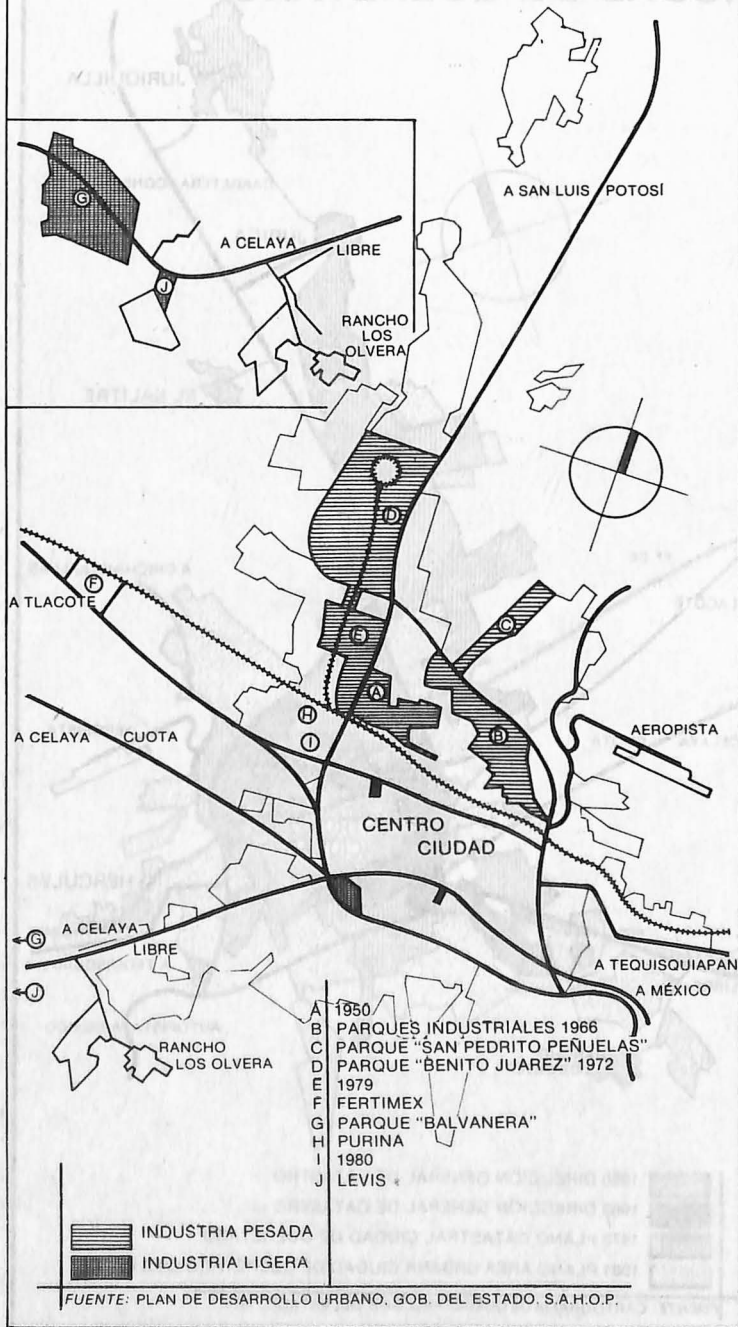 A SAN LUIS POTOSÍ
G
A CELAYA
LIBRE
J
RANCHO
LOS
OLVERA
D
F
A TLACOTE
C
E
A
H
B
I
AEROPISTA
A CELAYA CUOTA
CENTRO
CIUDAD
G
A CELAYA
LIBRE
J
A TEQUISQUIAPAN
A MÉXICO
RANCHO
LOS OLVERA
A 1950
B PARQUES INDUSTRIALES 1966
C PARQUE "SAN PEDRITO PEÑUELAS"
D PARQUE "BENITO JUAREZ" 1972
E 1979
F FERTIMEX
G PARQUE "BALVANERA"
H PURINA
I 1980
J LEVIS
INDUSTRIA PESADA
INDUSTRIA LIGERA
FUENTE: PLAN DE DESARROLLO URBANO, GOB. DEL ESTADO, S.A.H.O.P.